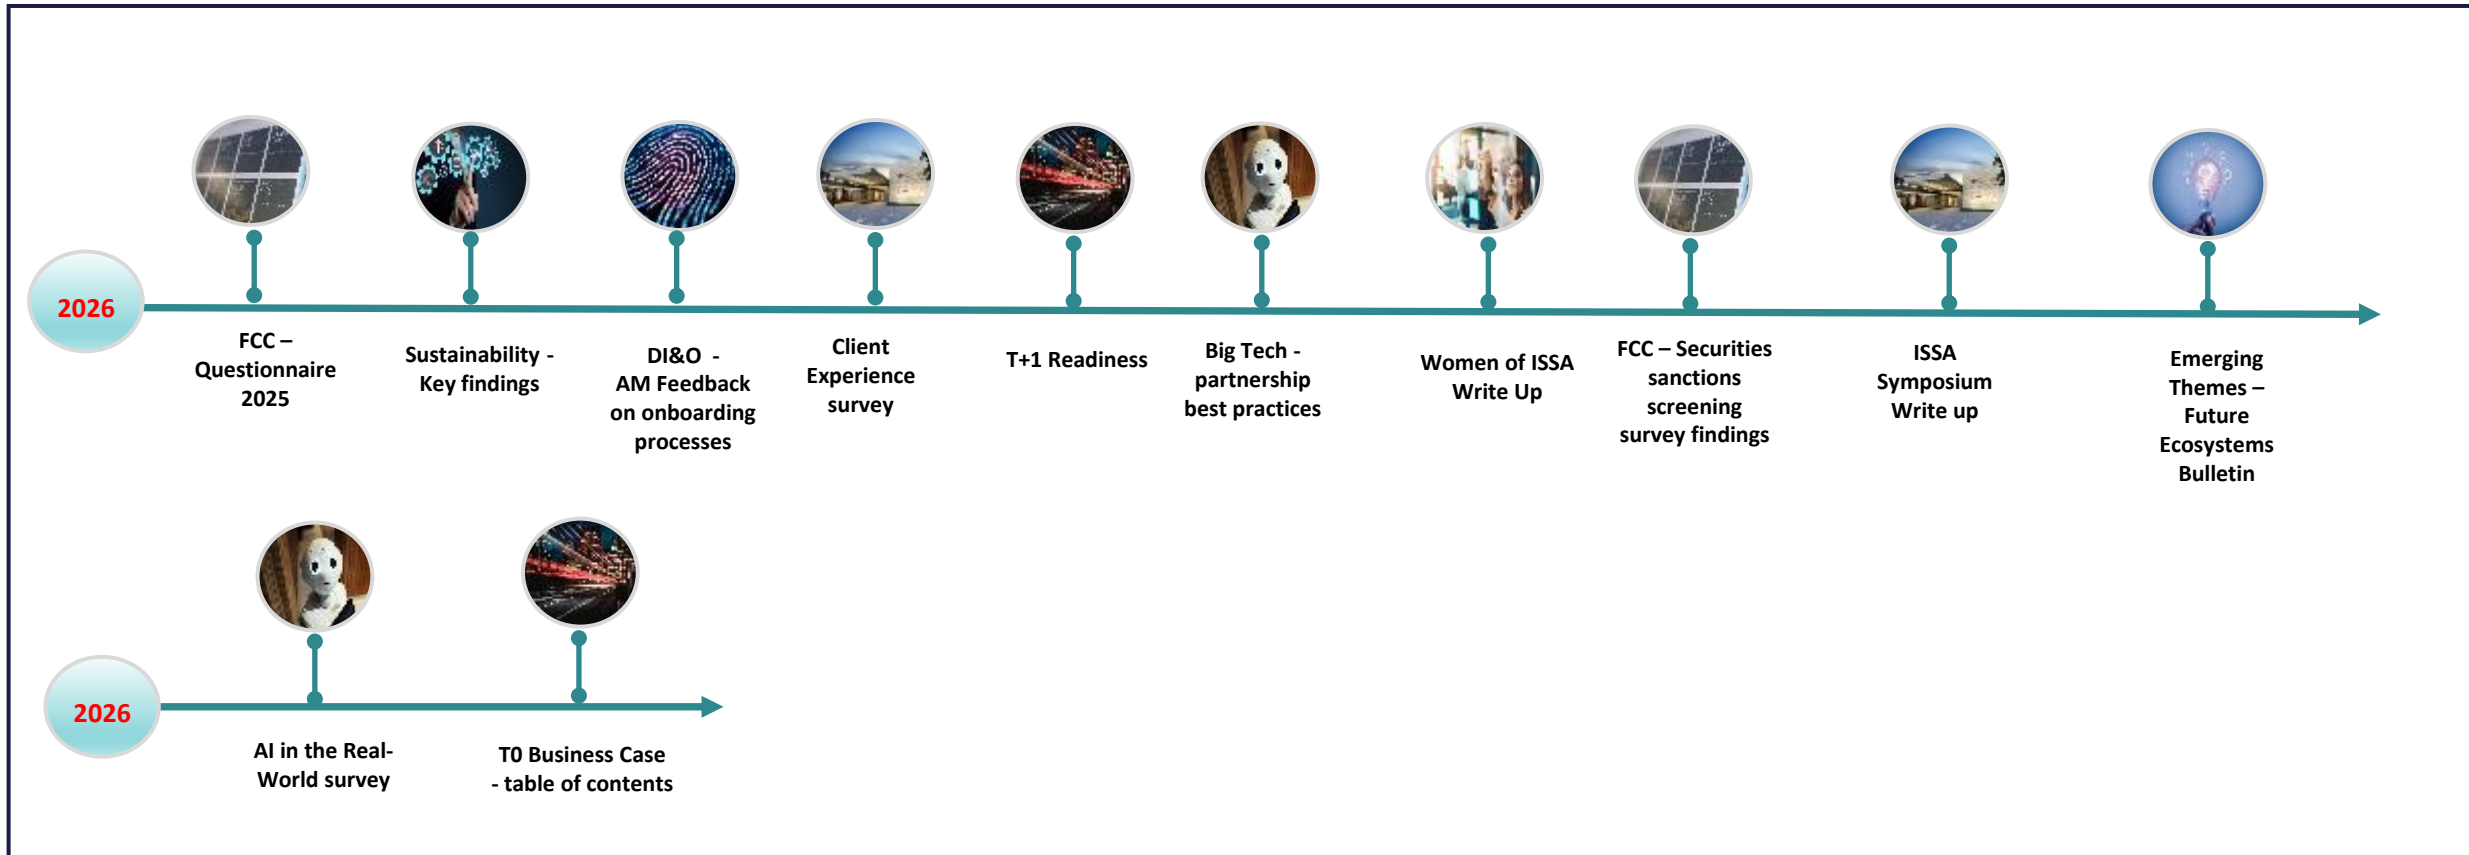 2026
FCC –
Questionnaire
2025
Sustainability -
Key findings
DI&O -
AM Feedback
on onboarding
processes
Client
Experience
survey
T+1 Readiness
Big Tech -
partnership
best practices
Women of ISSA
Write Up
FCC – Securities
sanctions
screening
survey findings
ISSA
Symposium
Write up
Emerging
Themes –
Future
Ecosystems
Bulletin
2026
AI in the Real-
World survey
T0 Business Case
- table of contents